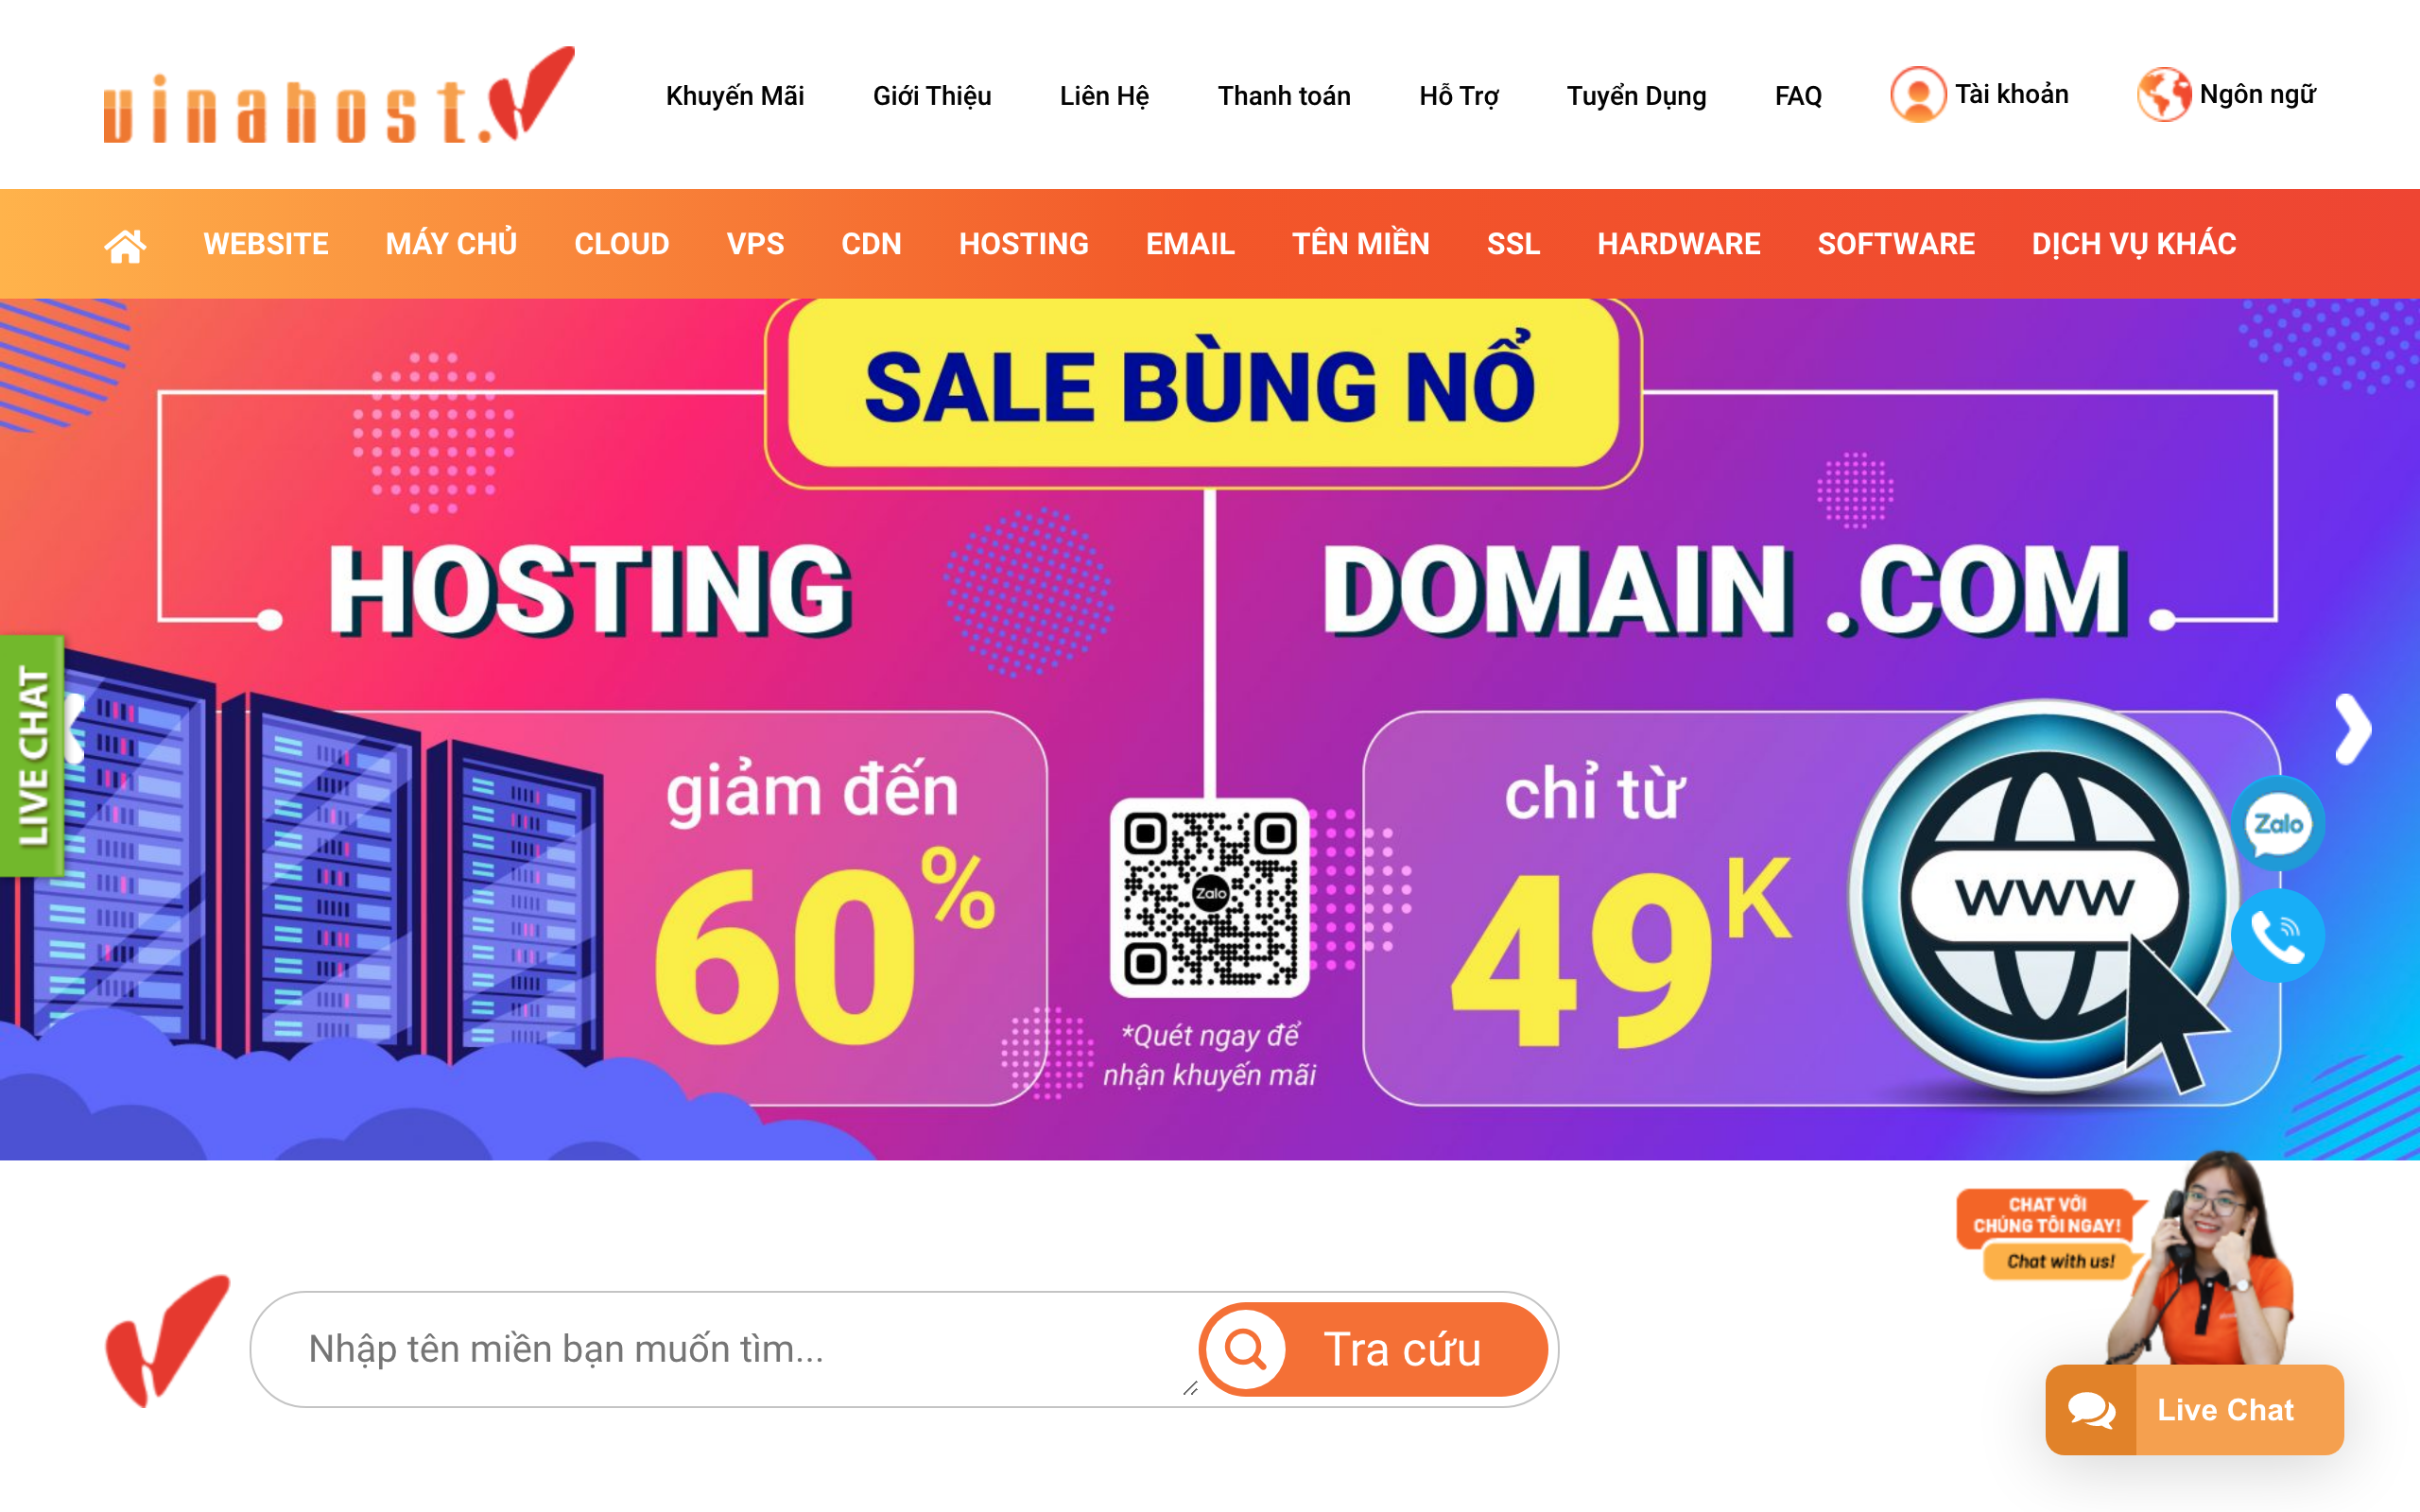 vinahost.
Khuyến Mãi
Giới Thiệu
Liên Hệ
Thanh toán
Hỗ Trợ
Tuyển Dụng
FAQ
Tài khoản
Ngôn ngữ
WEBSITE
MÁY CHỦ
CLOUD
VPS
CDN
HOSTING
EMAIL
TÊN MIỀN
SSL
HARDWARE
SOFTWARE
DỊCH VỤ KHÁC
SALE BÙNG NỔ
HOSTING
DOMAIN .COM
LIVE CHAT
giảm đến
60%
Zalo
*Quét ngay để
nhận khuyến mãi
chỉ từ
49K
WWW
Zalo
CHAT VỚI
CHÚNG TÔI NGAY!
Chat with us!
Nhập tên miền bạn muốn tìm...
Tra cứu
Live Chat